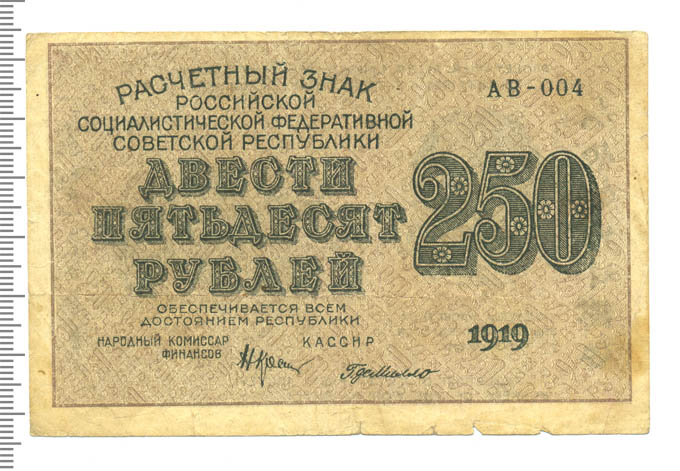 РАСЧЕТНЫЙ ЗНАК
РОССИЙСКОЙ
СОЦИАЛИСТИЧЕСКОЙ ФЕДЕРАТИВНОЙ
СОВЕТСКОЙ РЕСПУБЛИКИ
АВ-004
ДВЕСТИ
ПЯТЬДЕСЯТ
РУБЛЕЙ
250
ОБЕСПЕЧИВАЕТСЯ ВСЕМ
ДОСТОЯНИЕМ РЕСПУБЛИКИ
НАРОДНЫЙ КОМИССАР
ФИНАНСОВ
КАССИР
1919